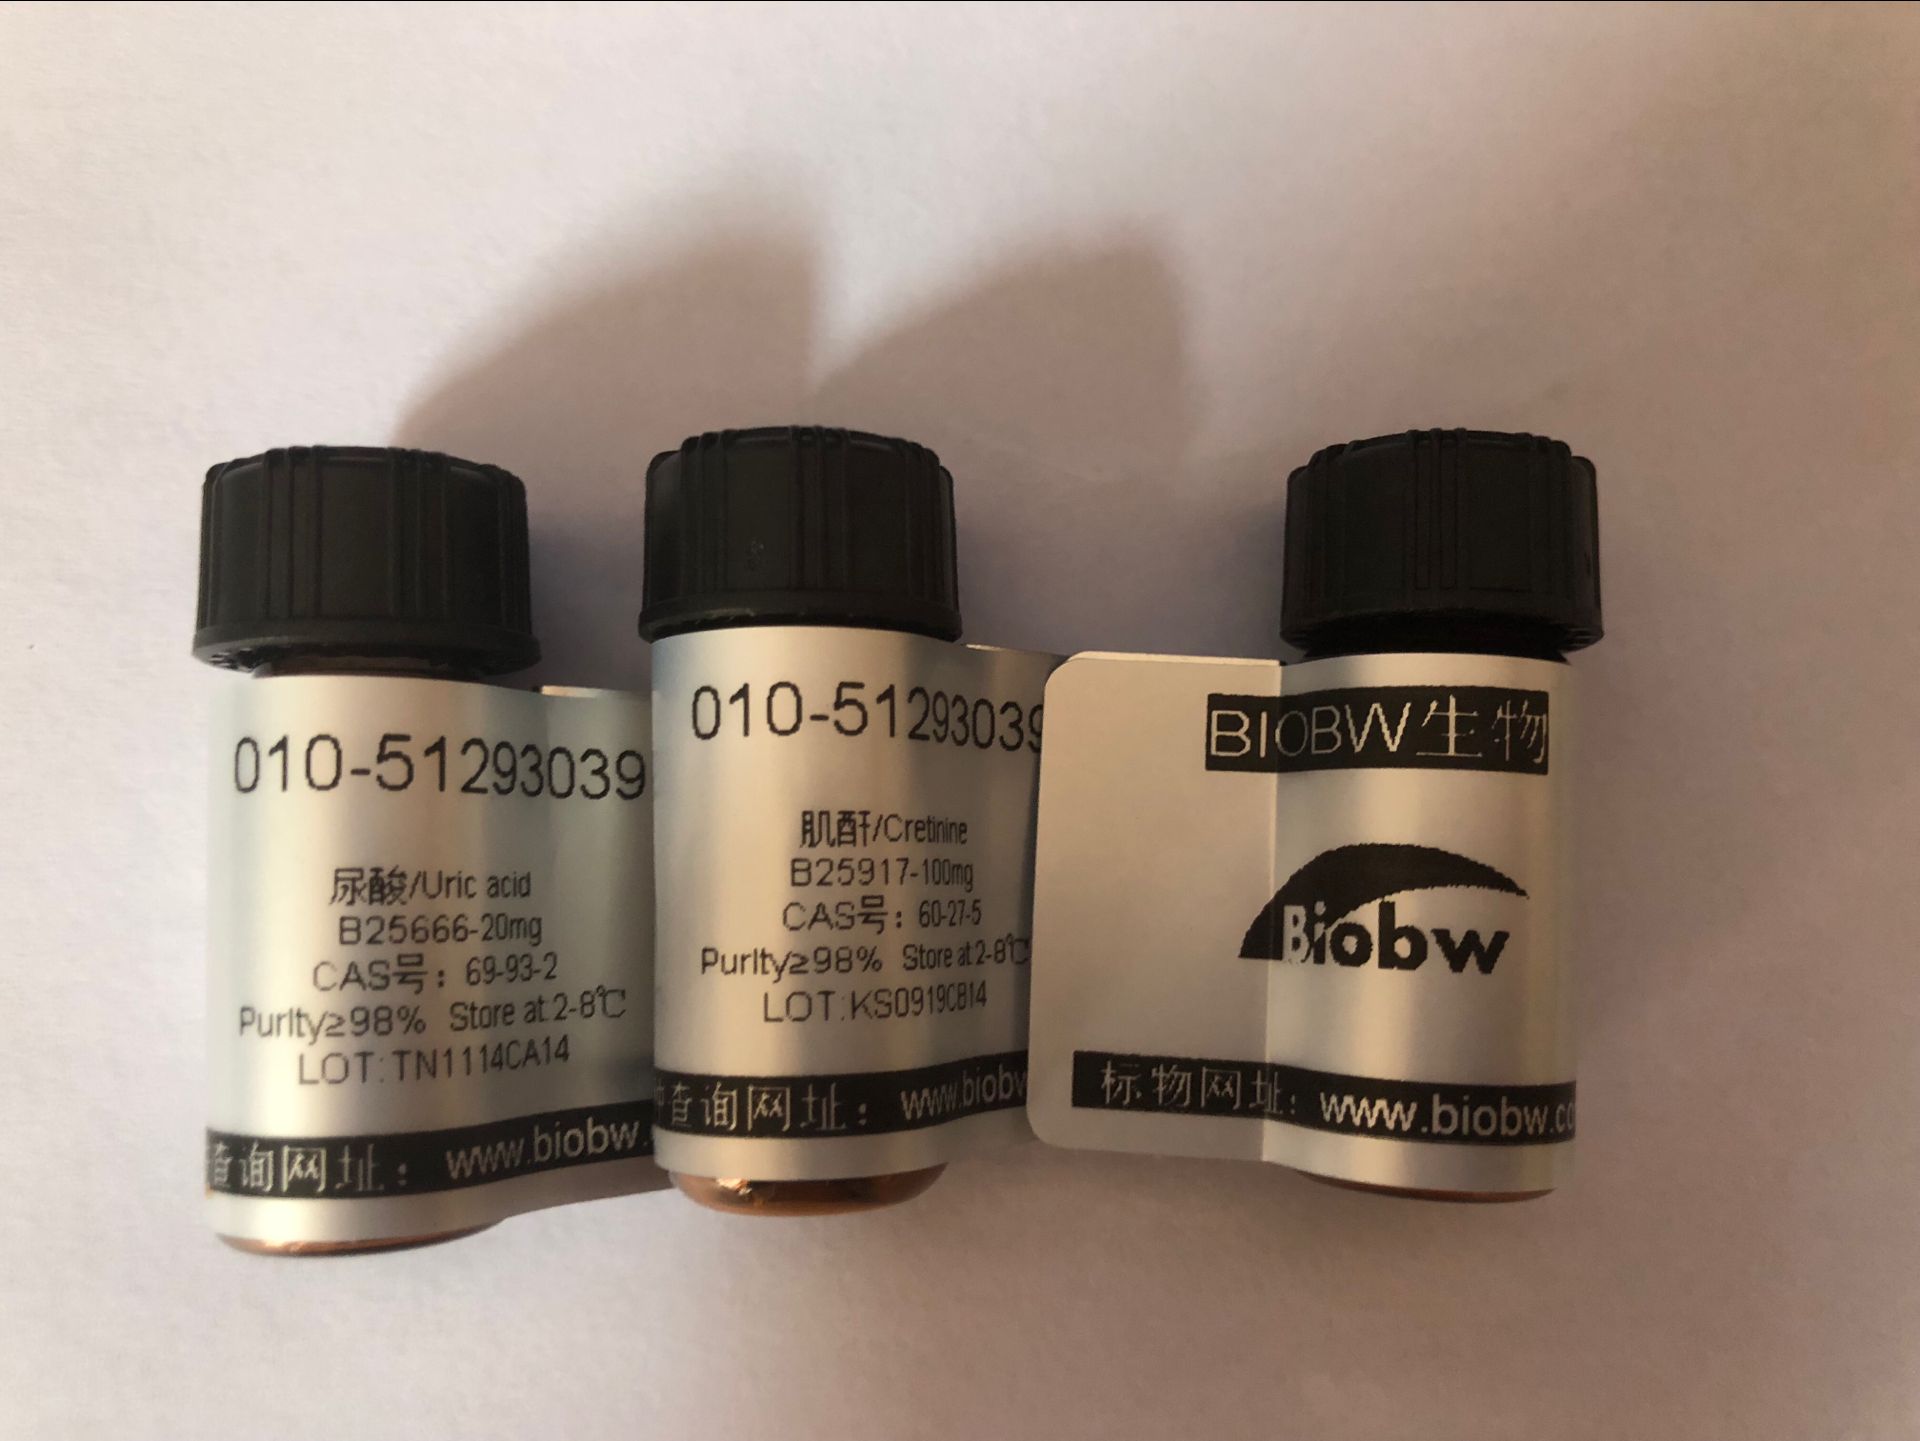 010-51293039
尿酸/Uric acid
B25666-20mg
CAS号：69-93-2
Purity≥98% Store at 2-8℃
LOT:TN1114CA14
查询网址：www.biobw.
010-51293039
肌酐/Cretinine
B25917-100mg
CAS号：60-27-5
Purity≥98% Store at 2-8℃
LOT:KS0919CB14
查询网址：www.biobw
BIOBW生物
Biobw
标物网址：www.biobw.co